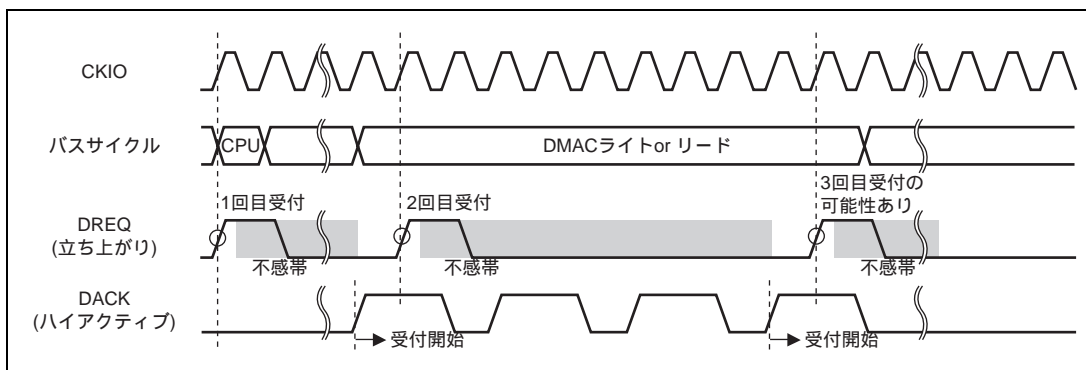 CKIO
バスサイクル
CPU
DMACライトor リード
DREQ
(立ち上がり)
1回目受付
2回目受付
3回目受付の
可能性あり
不感帯
不感帯
不感帯
DACK
(ハイアクティブ)
受付開始
受付開始